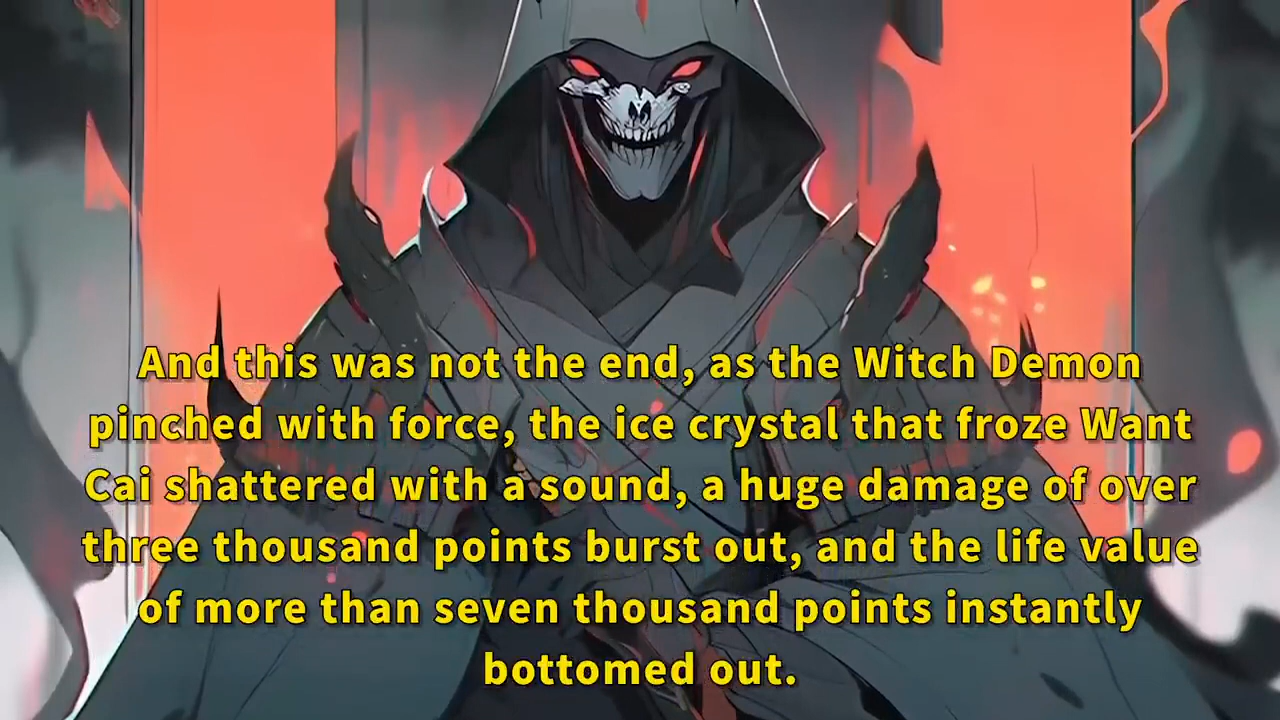 And this was not the end, as the Witch Demon
pinched with force, the ice crystal that froze Want
Cai shattered with a sound, a huge damage of over
three thousand points burst out, and the life value
of more than seven thousand points instantly
bottomed out.